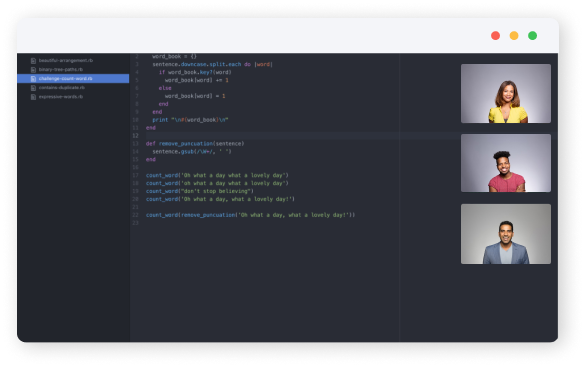 beautiful-arrangement.rb
binary-tree-paths.rb
challenge-count-word.rb
contains-duplicate.rb
expressive-words.rb
2 word_book = {}
3 sentence.downcase.split.each do |word|
4 if word_book.key?(word)
5 word_book[word] += 1
6 else
7 word_book[word] = 1
8 end
9 end
10 print "\n#{word_book}\n"
11 end
12
13 def remove_puncuation(sentence)
14 sentence.gsub(/\W+/, ' ')
15 end
16
17 count_word('Oh what a day what a lovely day')
18 count_word('oh what a day what a lovely day')
19 count_word("don't stop believing")
20 count_word('Oh what a day, what a lovely day!')
21
22 count_word(remove_puncuation('Oh what a day, what a lovely day!'))
23